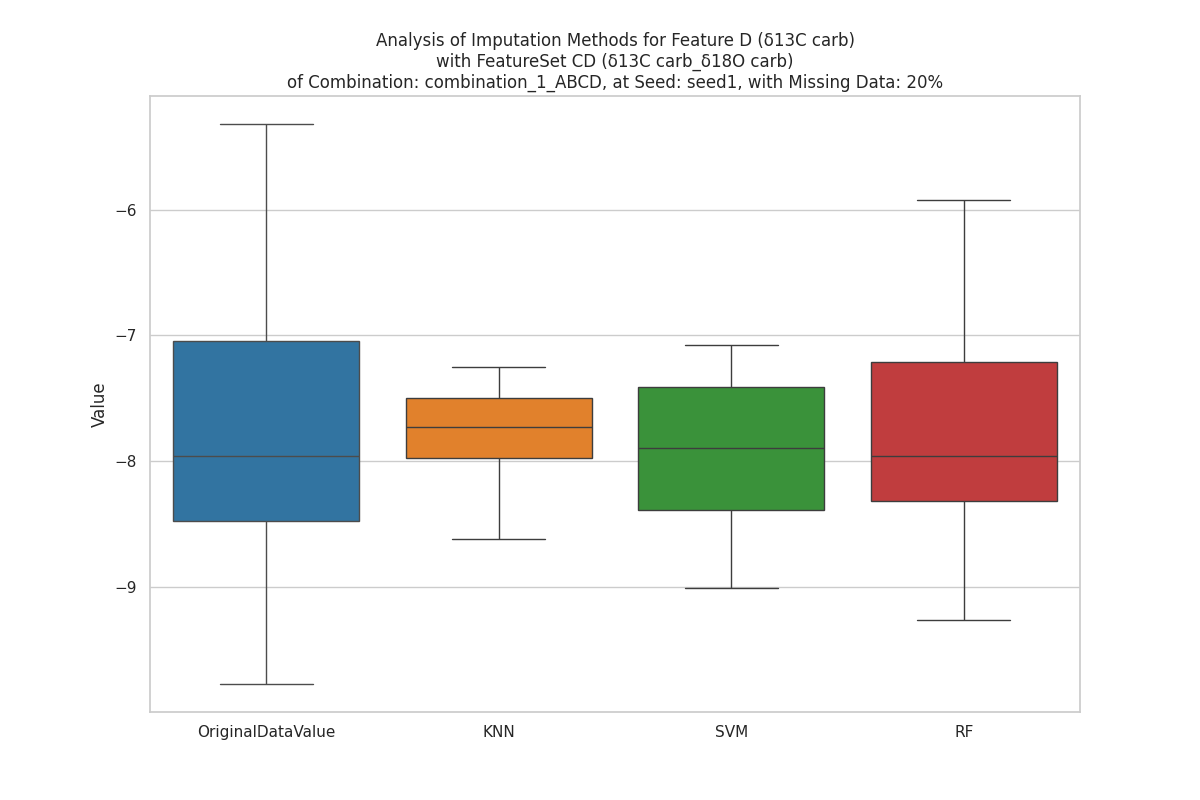 Analysis of Imputation Methods for Feature D (δ13C carb)
with FeatureSet CD (δ13C carb_δ18O carb)
of Combination: combination_1_ABCD, at Seed: seed1, with Missing Data: 20%
Value
−6
−7
−8
−9
OriginalDataValue
KNN
SVM
RF